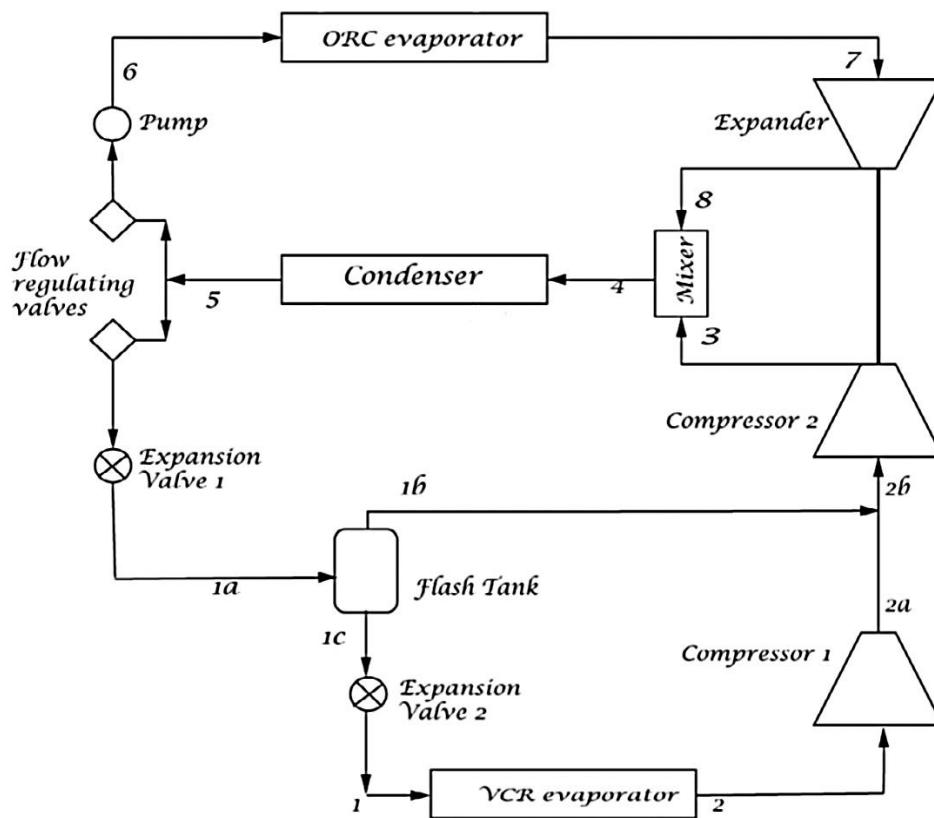 ORC evaporator
6
7
Pump
Expander
8
Flow
regulating
valves
5
Condenser
4
Mixer
3
Compressor 2
Expansion
Valve 1
1b
2b
1a
Flash Tank
2a
1c
Compressor 1
Expansion
Valve 2
1
VCR evaporator
2